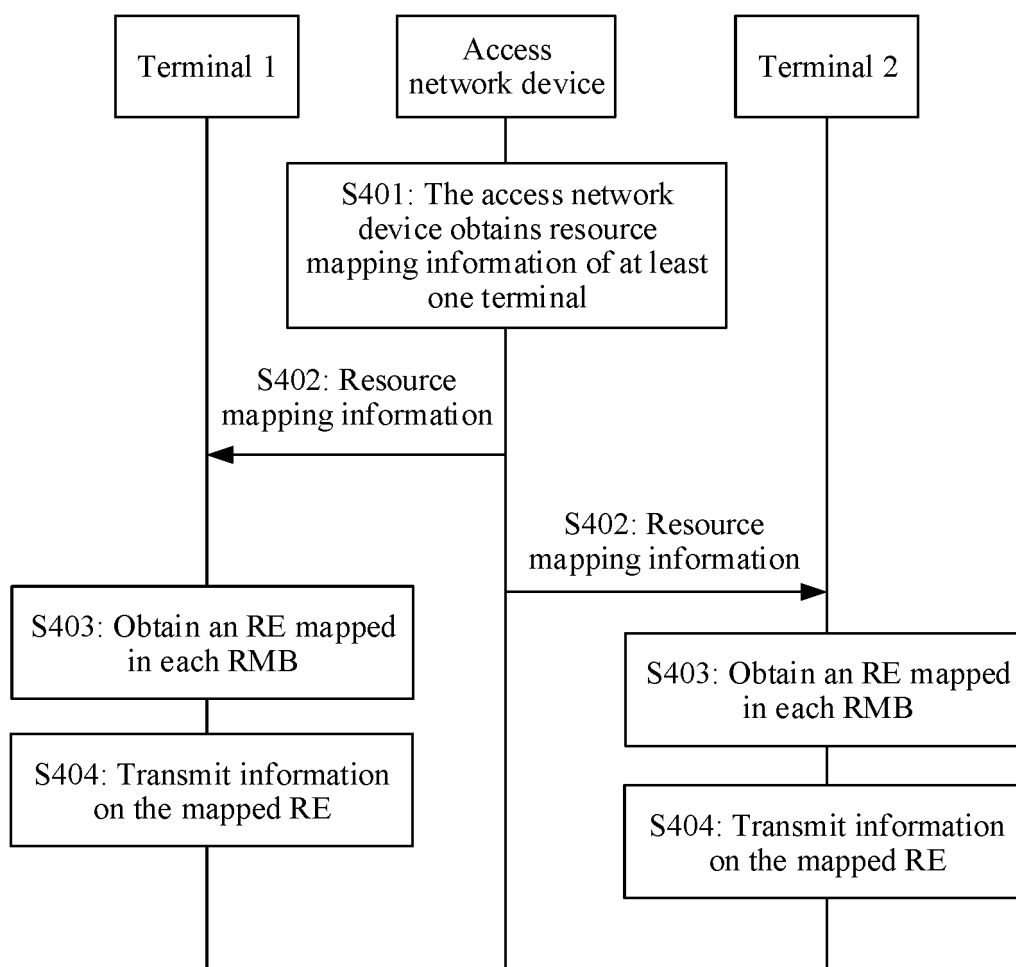 Terminal 1
Access
network device
Terminal 2
S401: The access network
device obtains resource
mapping information of at least
one terminal
S402: Resource
mapping information
S402: Resource
mapping information
S403: Obtain an RE mapped
in each RMB
S403: Obtain an RE mapped
in each RMB
S404: Transmit information
on the mapped RE
S404: Transmit information
on the mapped RE